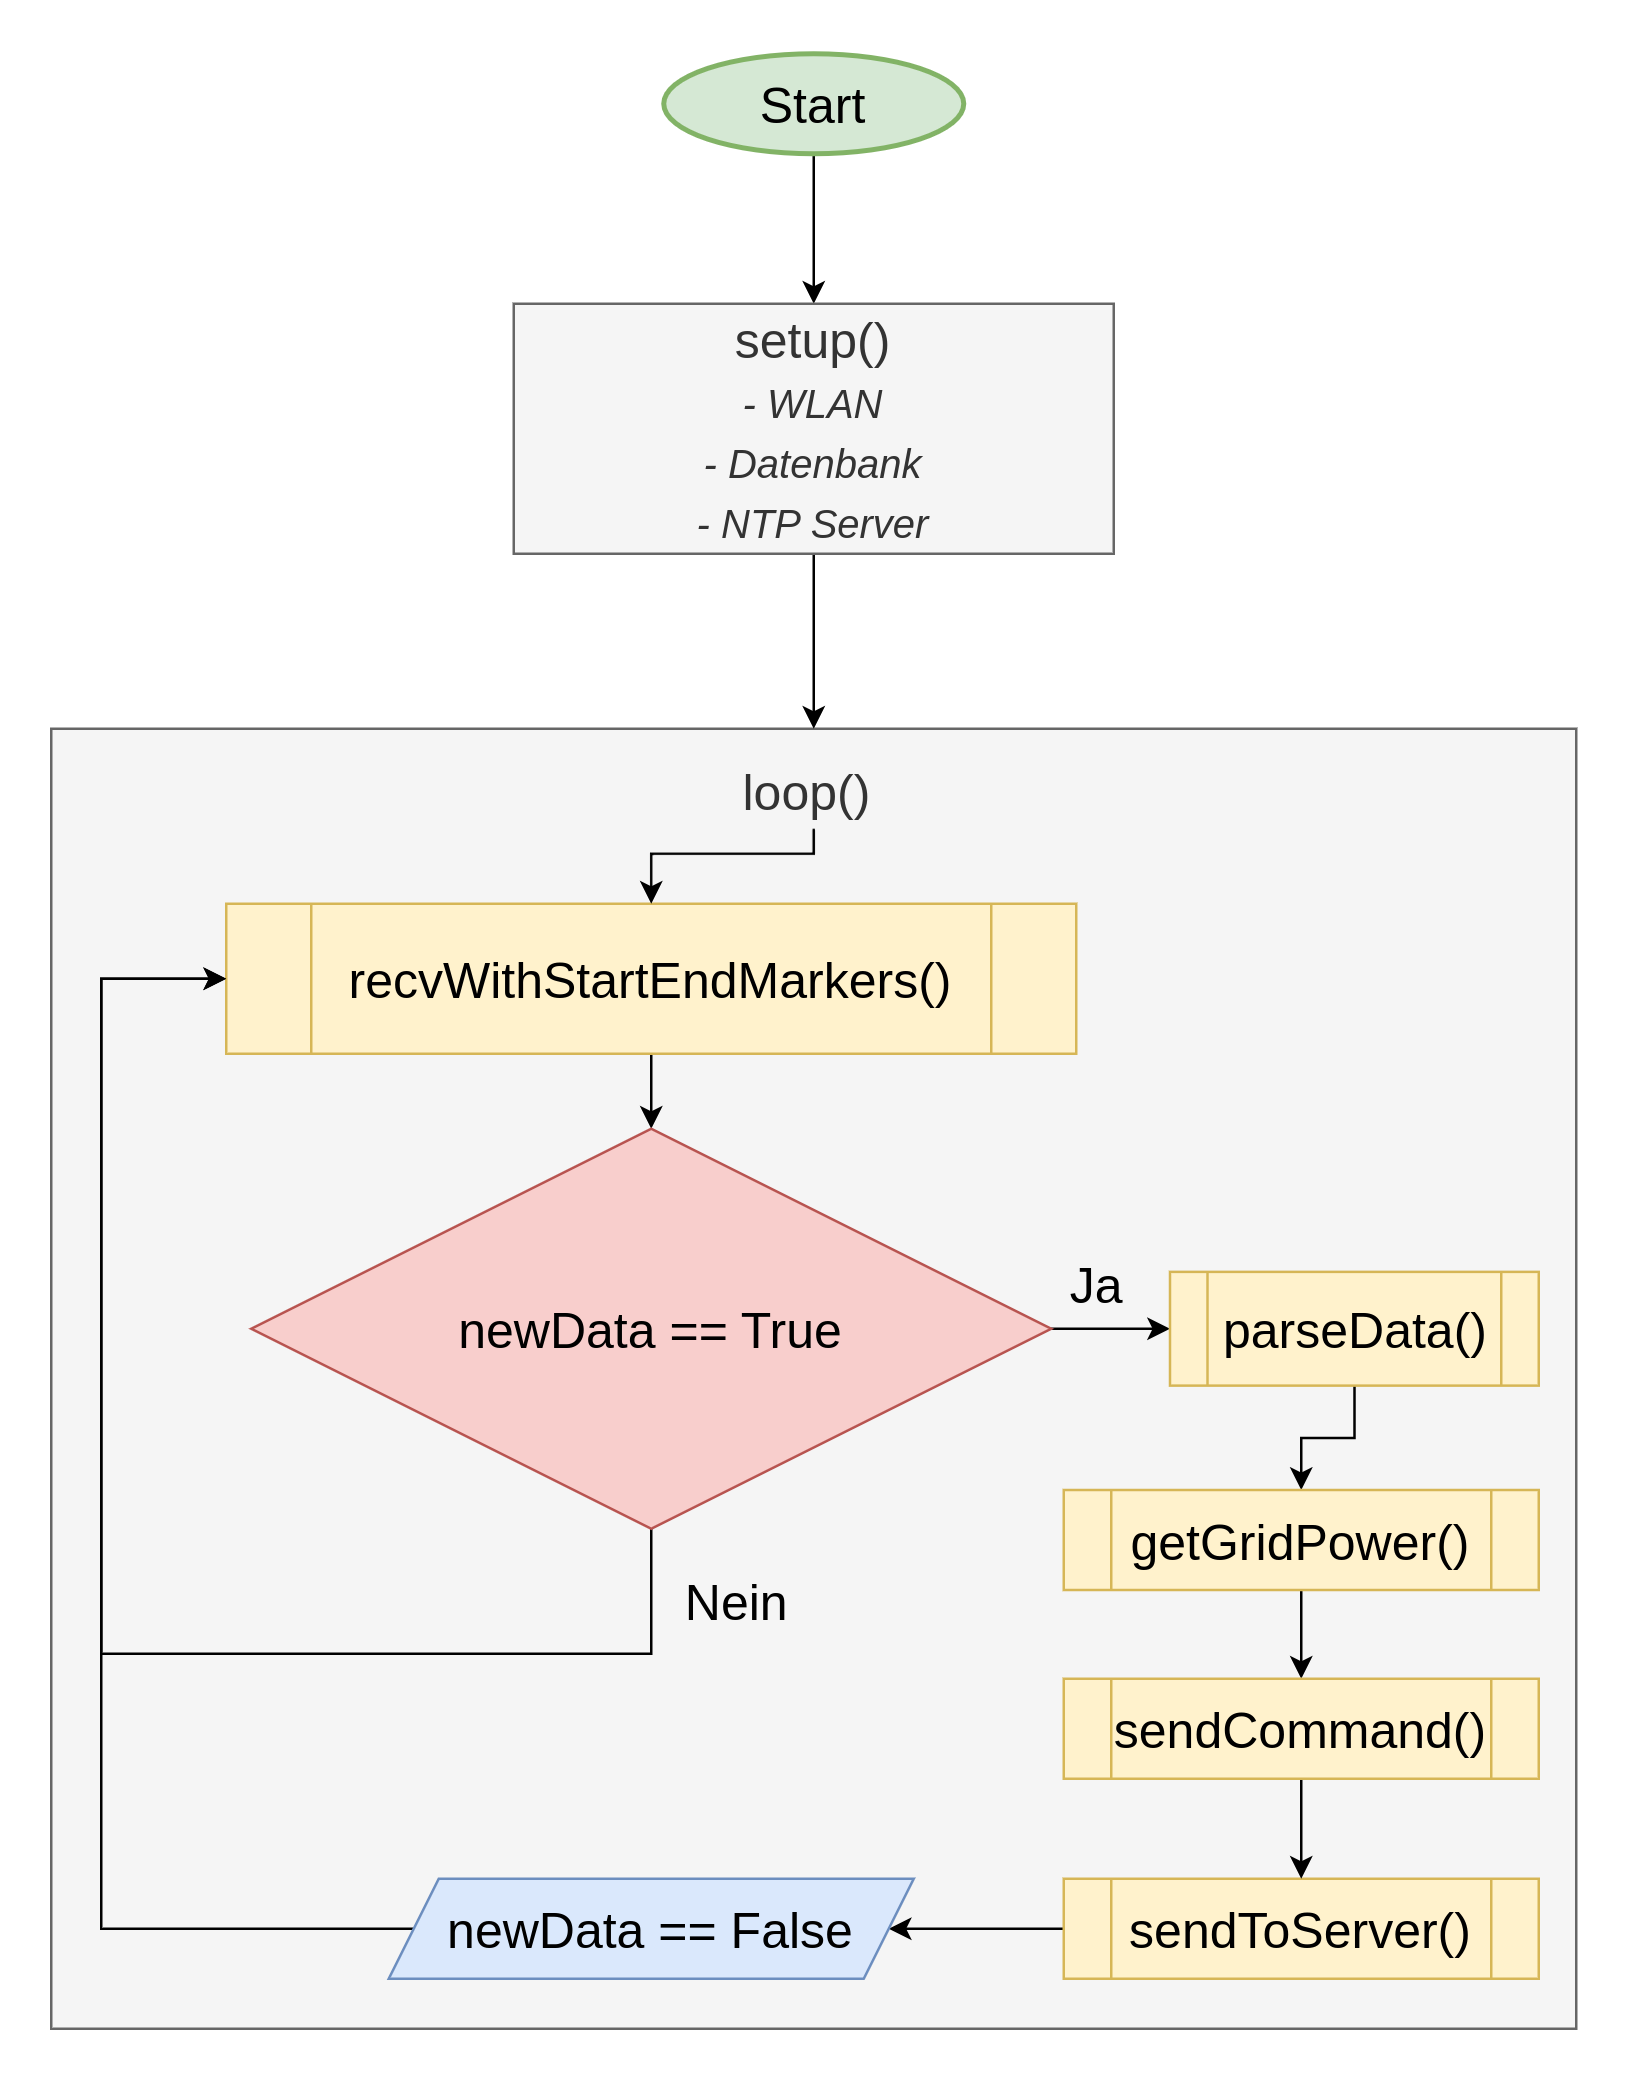 Start
setup()
- WLAN
- Datenbank
- NTP Server
loop()
recvWithStartEndMarkers()
newData == True
Ja
parseData()
getGridPower()
Nein
sendCommand()
sendToServer()
newData == False